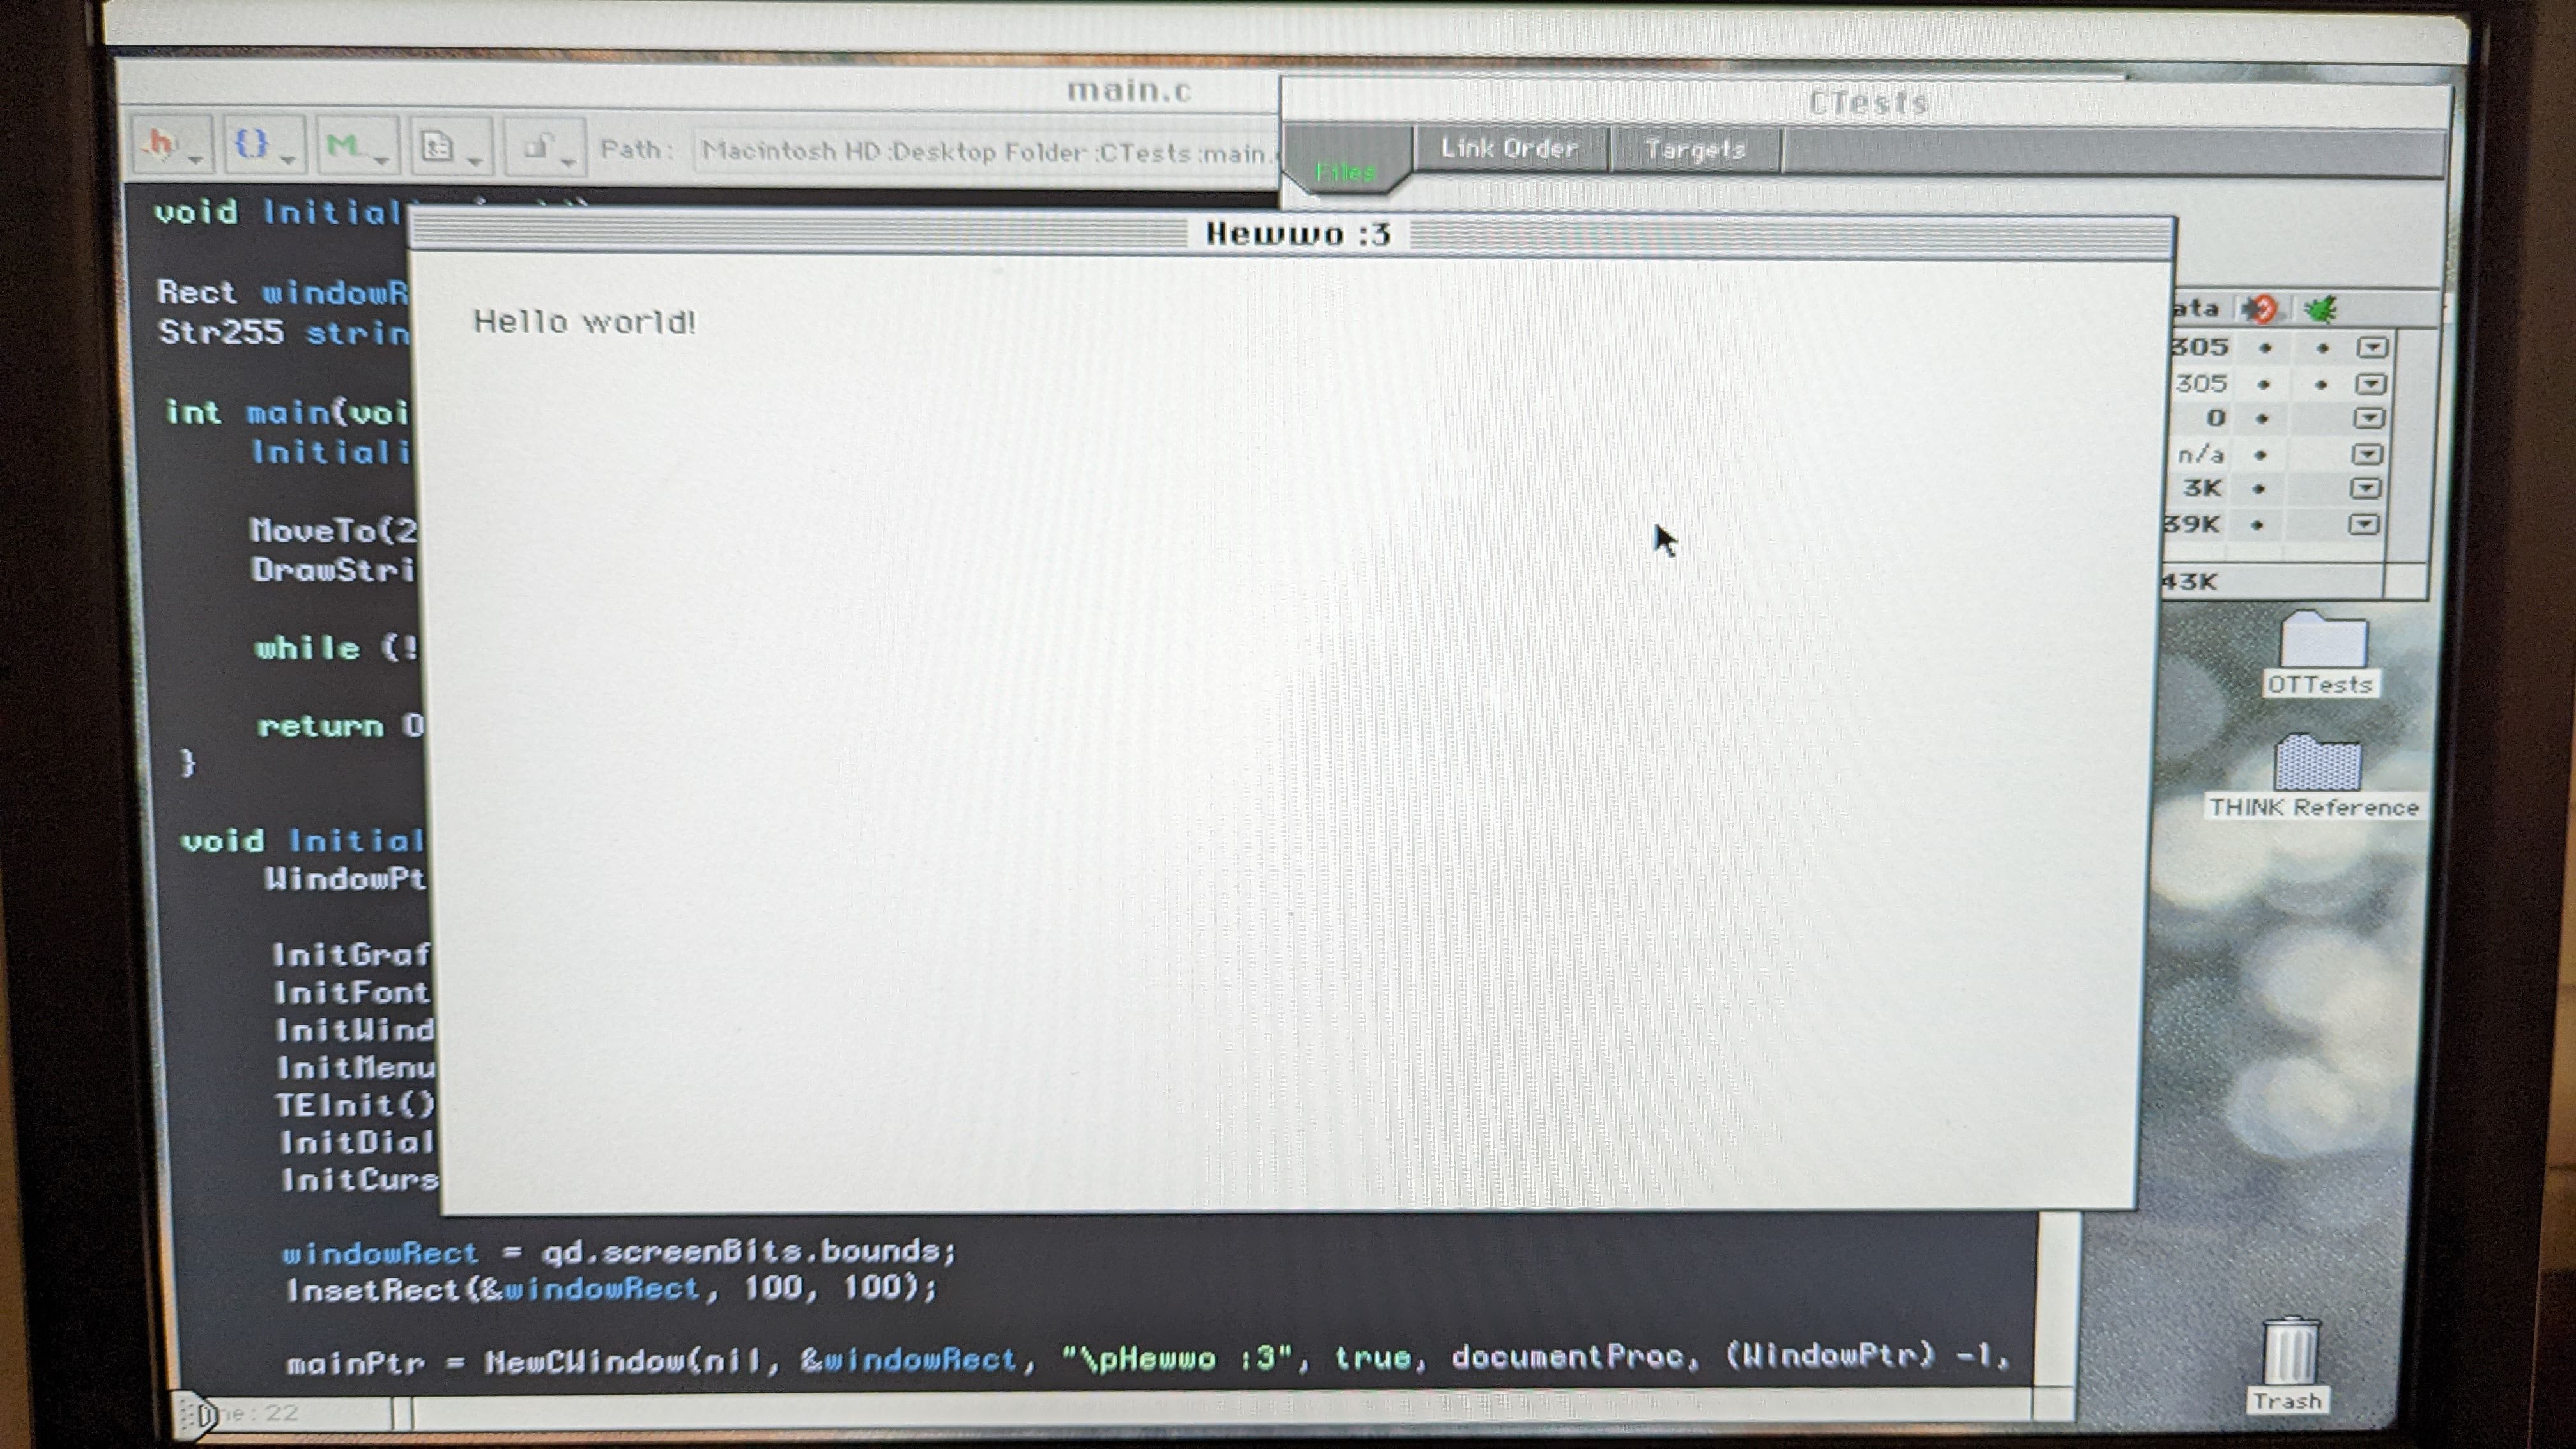 main.c
CTests
.h
{}
M
Path: Macintosh HD:Desktop Folder:CTests:main.
Files
Link Order
Targets
void Initial
Hewwo :3
Hello world!
Rect windowR
Str255 strin
int main(voi
Initiali
MoveTo(2
DrawStri
while (!
return 0
}
void Initial
WindowPt
InitGraf
InitFont
InitWind
InitMenu
TEInit()
InitDial
InitCurs
windowRect = qd.screenBits.bounds;
InsetRect(&windowRect, 100, 100);
mainPtr = NewCWindow(nil, &windowRect, "\pHewwo :3", true, documentProc, (WindowPtr) -1,
ne: 22
ata
305
305
0
n/a
3K
39K
43K
OTTests
THINK Reference
Trash